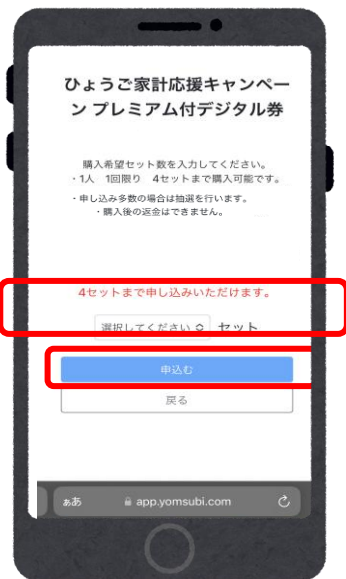 ひょうご家計応援キャンペー
ン プレミアム付デジタル券
購入希望セット数を入力してください。
・1人 1回限り 4セットまで購入可能です。
・申し込み多数の場合は抽選を行います。
・購入後の返金はできません。
4セットまで申し込みいただけます。
選択してください セット
申込む
戻る
ぁあ app.yomsubi.com